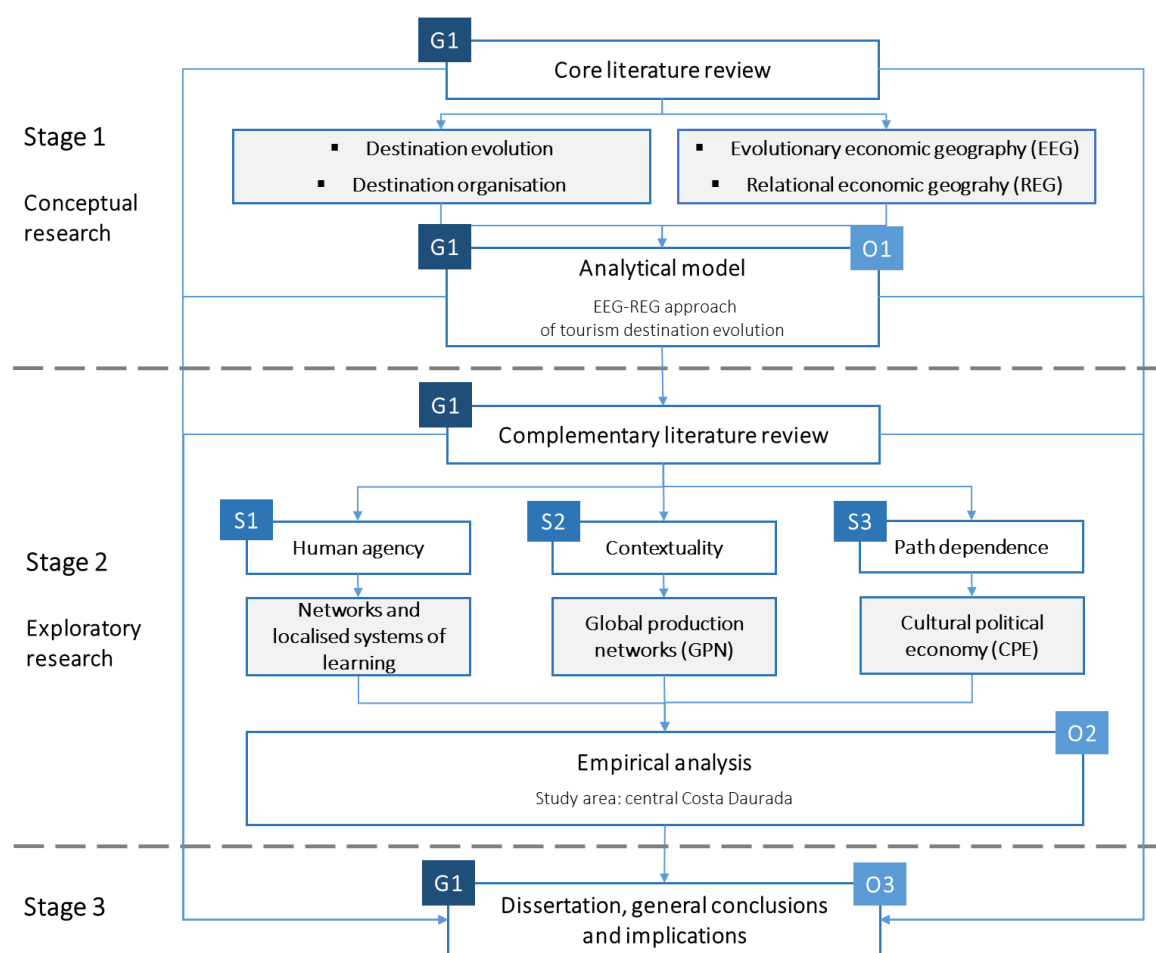 G1
Core literature review
Stage 1
Conceptual
research
▪ Destination evolution
▪ Destination organisation
▪ Evolutionary economic geography (EEG)
▪ Relational economic geograhy (REG)
G1
O1
Analytical model
EEG-REG approach
of tourism destination evolution
G1
Complementary literature review
Stage 2
Exploratory
research
S1
Human agency
S2
Contextuality
S3
Path dependence
Networks and
localised systems of
learning
Global production
networks (GPN)
Cultural political
economy (CPE)
O2
Empirical analysis
Study area: central Costa Daurada
Stage 3
G1
O3
Dissertation, general conclusions
and implications